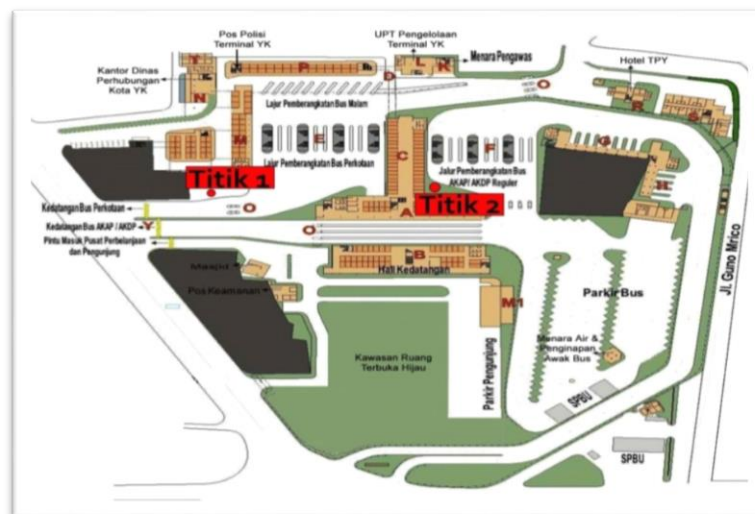 Pos Polisi
Terminal YK
UPT Pengelolaan
Terminal YK
Menara Pengawas
Kantor Dinas
Perhubungan
Kota YK
Hotel TPY
T
P
L
K
D
O
N
R
S
Lajur Pemberangkatan Bus Malam
M
E
C
F
G
H
Lajur Pemberangkatan Bus Perkotaan
Jalur Pemberangkatan Bus
AKAP/ AKDP Reguler
Titik 1
Titik 2
Kedatangan Bus Perkotaan
O
A
Kedatangan Bus AKAP / AKDP
Y
O
Pintu Masuk Pusat Perbelanjaan
dan Pengunjung
B
Masjid
Hall Kedatangan
Pos Keamanan
M1
Parkir Bus
Jl. Guno Mrico
Menara Air &
Penginapan
Awak Bus
Kawasan Ruang
Terbuka Hijau
Parkir Pengunjung
SPBU
SPBU